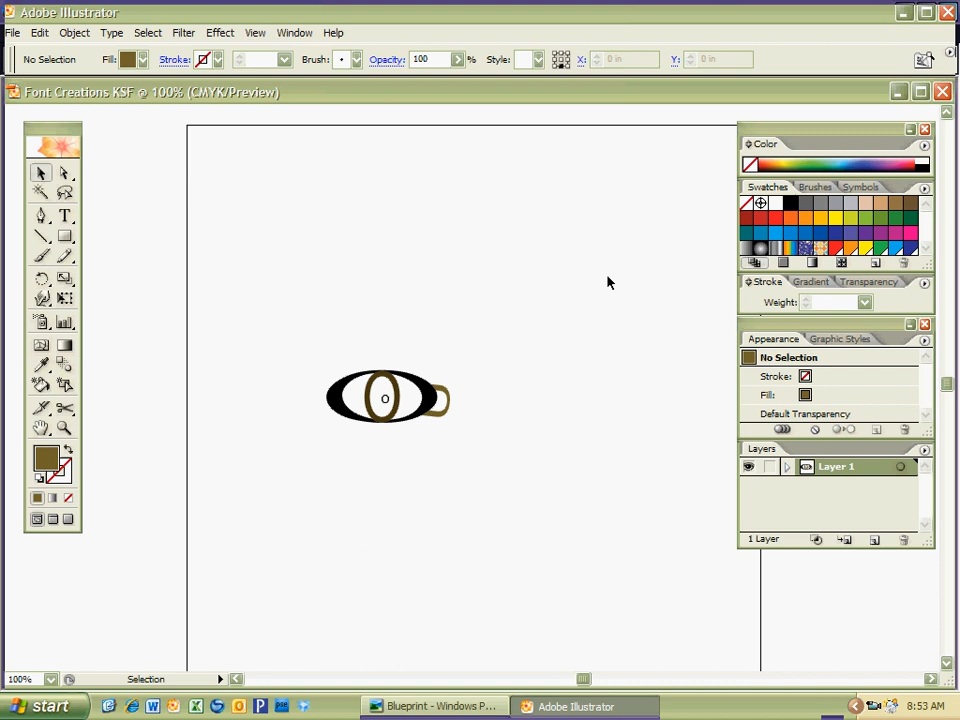 Adobe Illustrator
File Edit Object Type Select Filter Effect View Window Help
No Selection Fill: Stroke: Brush: Opacity: 100 % Style: X: 0 in Y: 0 in
Font Creations KSF @ 100% (CMYK/Preview)
Color
Swatches Brushes Symbols
Stroke Gradient Transparency
Weight:
Appearance Graphic Styles
No Selection
Stroke:
Fill:
Default Transparency
Layers
Layer 1
1 Layer
T
O
o
100% Selection
start Blueprint - Windows P... Adobe Illustrator 8:53 AM